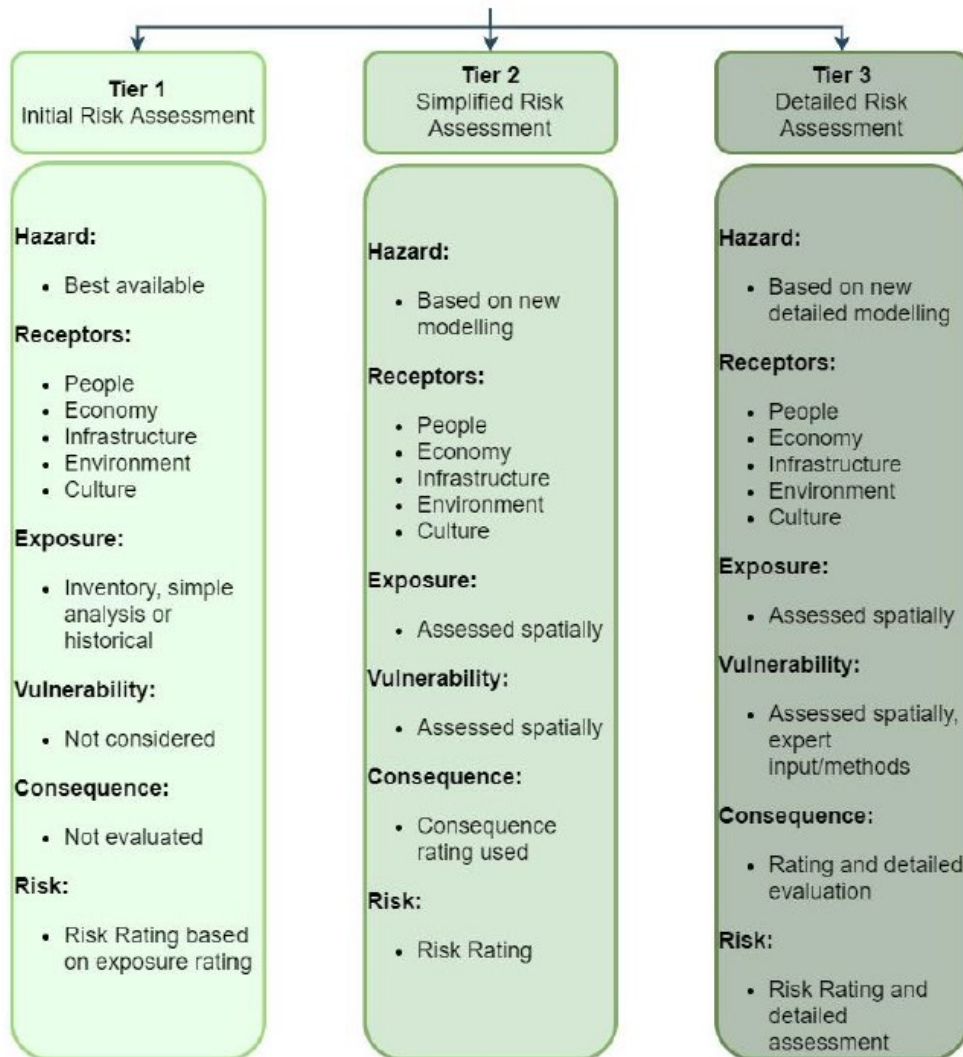 Tier 1
Initial Risk Assessment
Hazard:
• Best available
Receptors:
• People
• Economy
• Infrastructure
• Environment
• Culture
Exposure:
• Inventory, simple
analysis or
historical
Vulnerability:
• Not considered
Consequence:
• Not evaluated
Risk:
• Risk Rating based
on exposure rating
Tier 2
Simplified Risk
Assessment
Hazard:
• Based on new
modelling
Receptors:
• People
• Economy
• Infrastructure
• Environment
• Culture
Exposure:
• Assessed spatially
Vulnerability:
• Assessed spatially
Consequence:
• Consequence
rating used
Risk:
• Risk Rating
Tier 3
Detailed Risk
Assessment
Hazard:
• Based on new
detailed modelling
Receptors:
• People
• Economy
• Infrastructure
• Environment
• Culture
Exposure:
• Assessed spatially
Vulnerability:
• Assessed spatially,
expert
input/methods
Consequence:
• Rating and detailed
evaluation
Risk:
• Risk Rating and
detailed
assessment